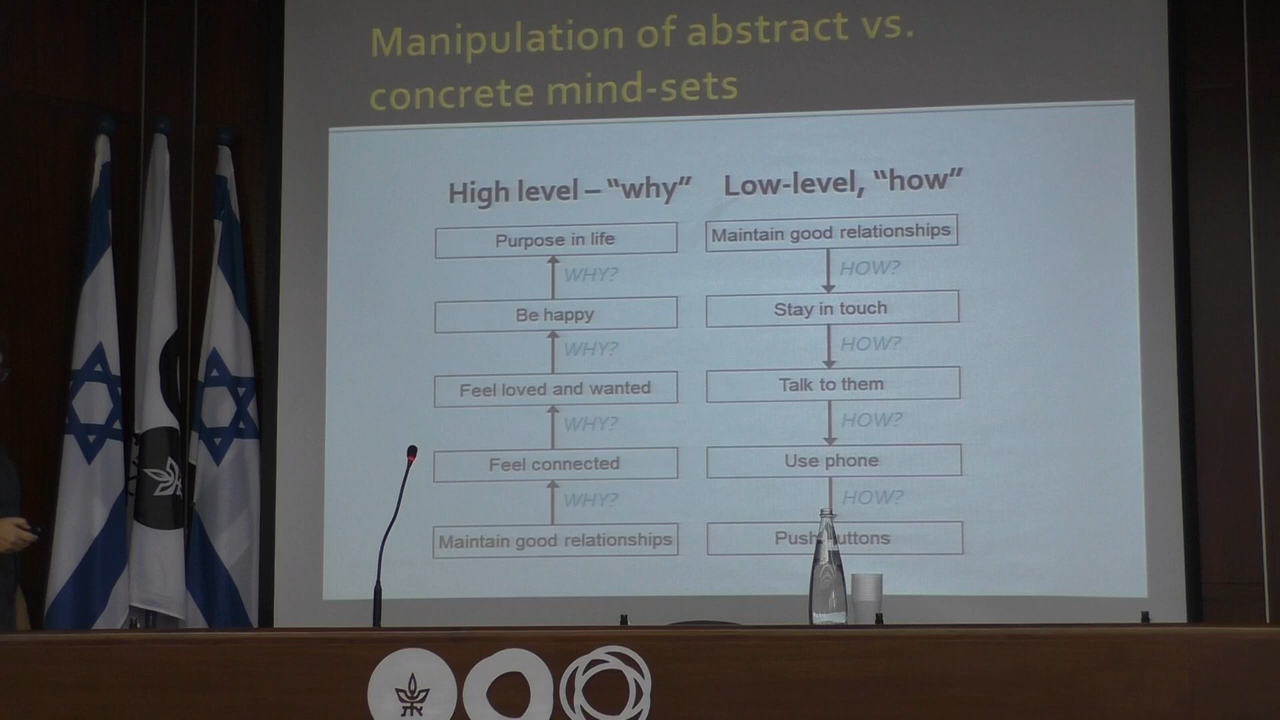 Manipulation of abstract vs.
concrete mind-sets
High level – “why”
Purpose in life
WHY?
Be happy
WHY?
Feel loved and wanted
WHY?
Feel connected
WHY?
Maintain good relationships
Low-level, “how”
Maintain good relationships
HOW?
Stay in touch
HOW?
Talk to them
HOW?
Use phone
HOW?
Push uttons